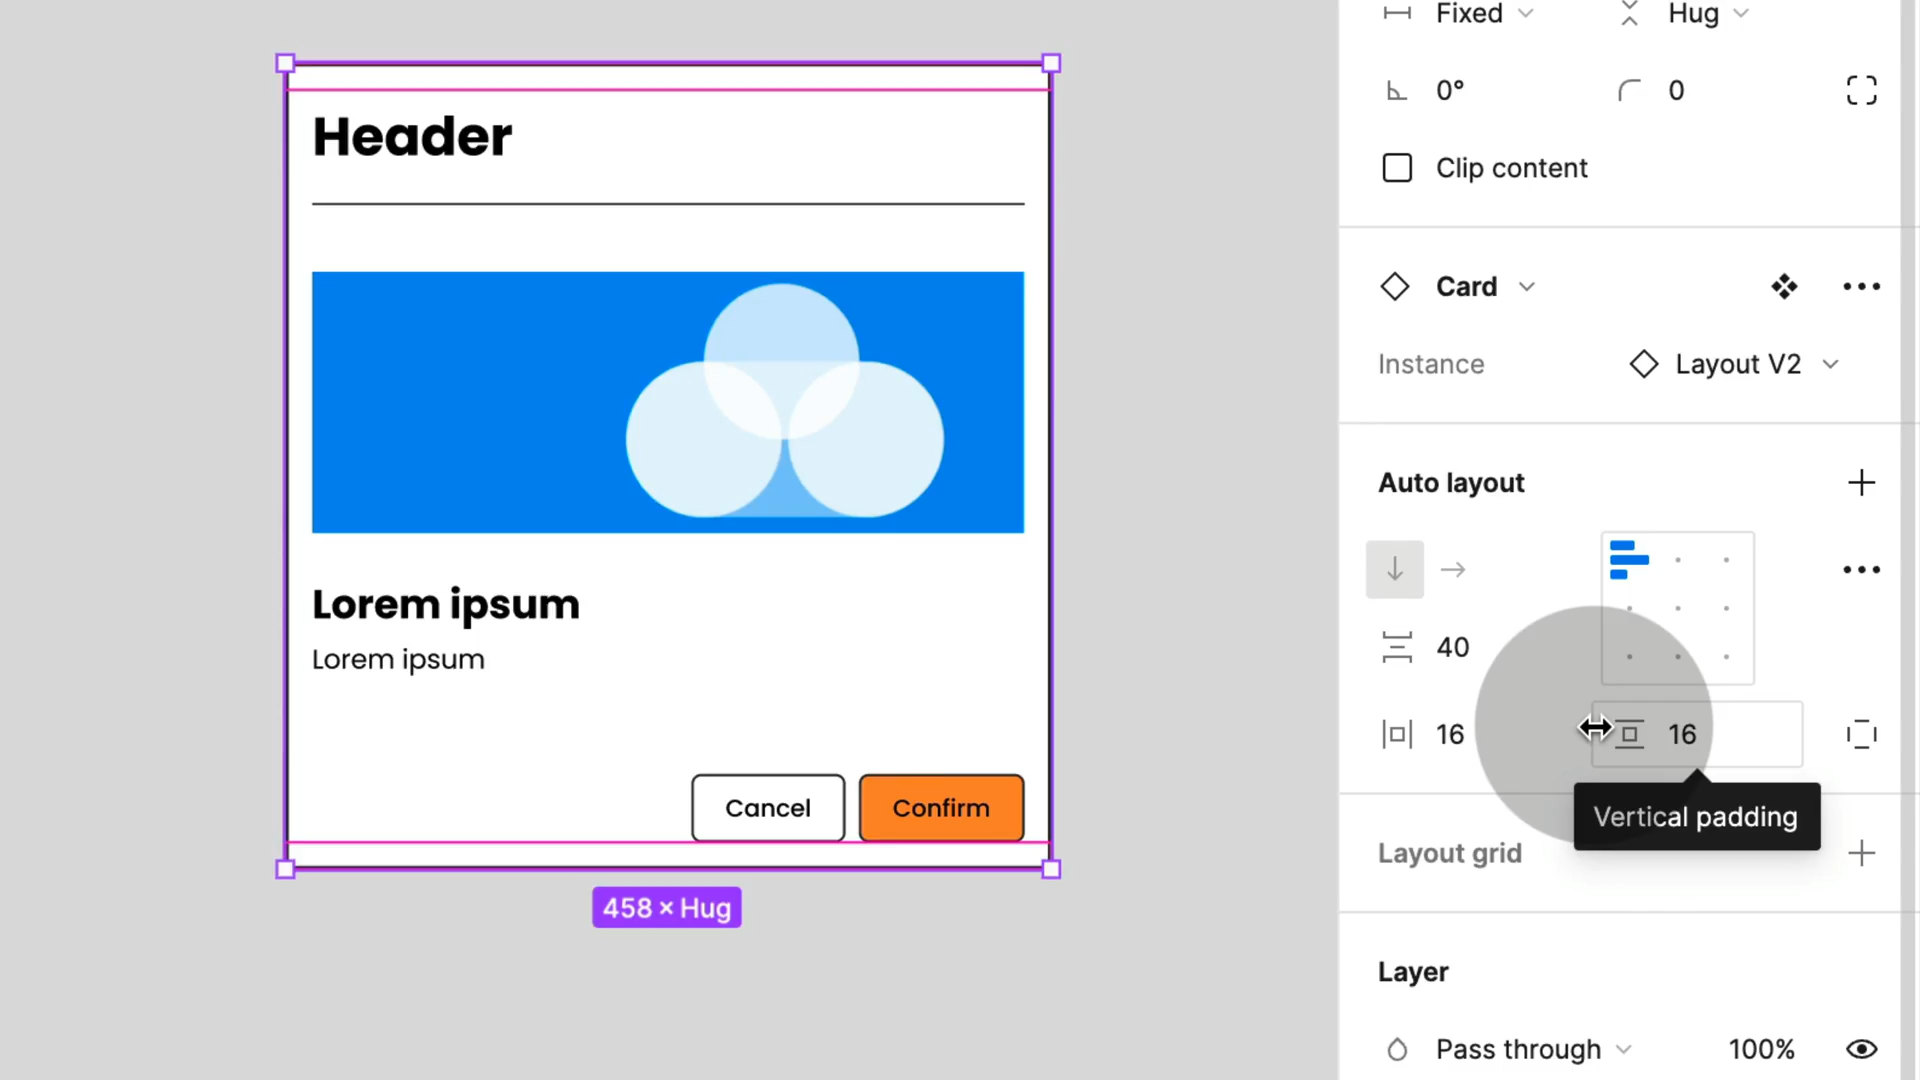 Header
Lorem ipsum
Lorem ipsum
Cancel
Confirm
458 × Hug
Fixed
Hug
0°
0
Clip content
Card
Instance
Layout V2
Auto layout
40
16
16
Vertical padding
Layout grid
Layer
Pass through
100%